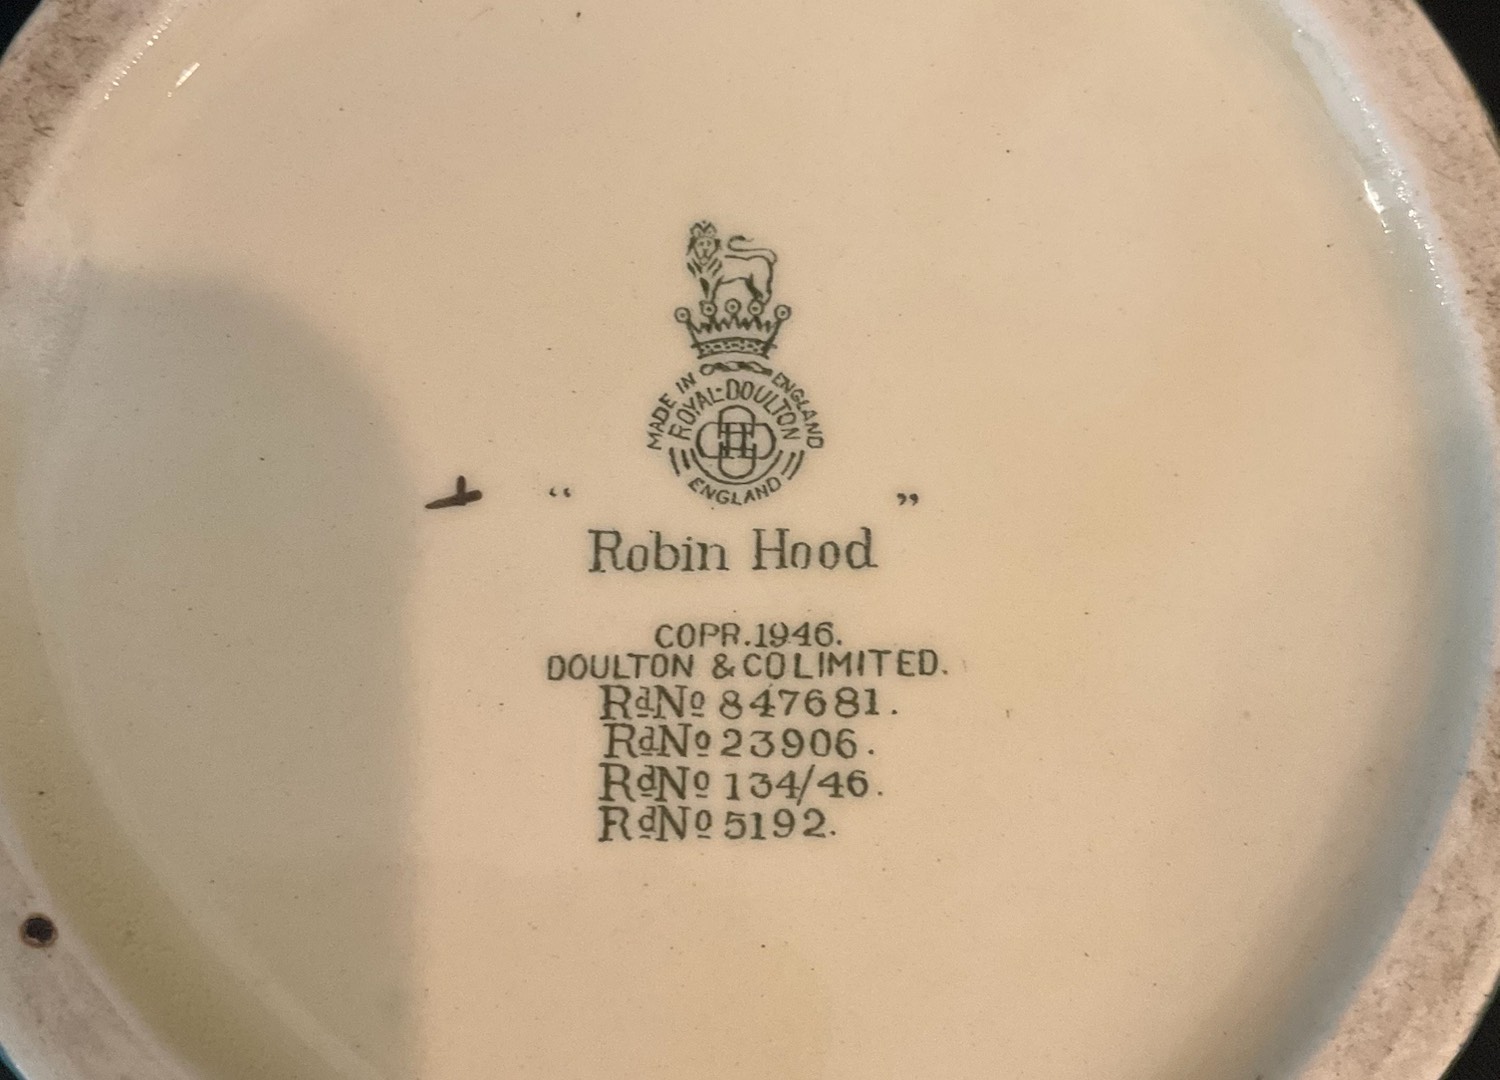 MADE IN ENGLAND
ROYAL·DOULTON
ENGLAND
“ ”
Robin Hood
COPR.1946.
DOULTON & CO LIMITED.
RdNo 847681.
RdNo 23906.
RdNo 134/46.
RdNo 5192.